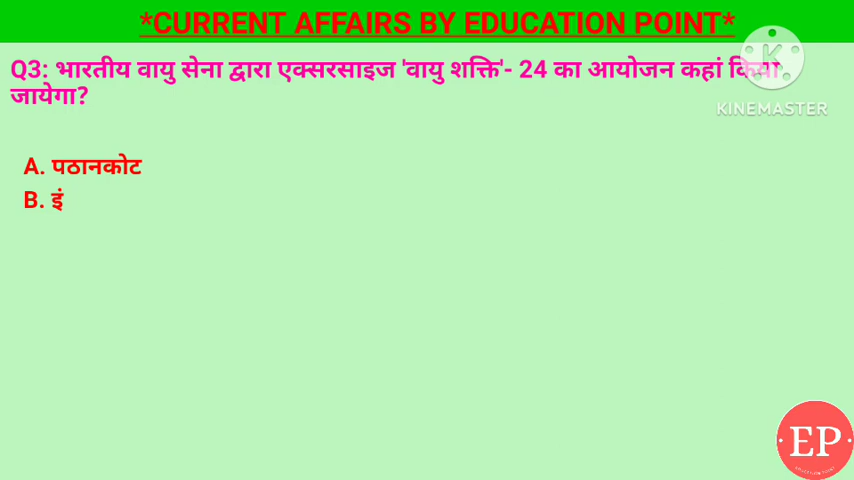 *CURRENT AFFAIRS BY EDUCATION POINT*
Q3: भारतीय वायु सेना द्वारा एक्सरसाइज 'वायु शक्ति'- 24 का आयोजन कहां किया
जायेगा?
K
KINEMASTER
A. पठानकोट
B. इं
EP